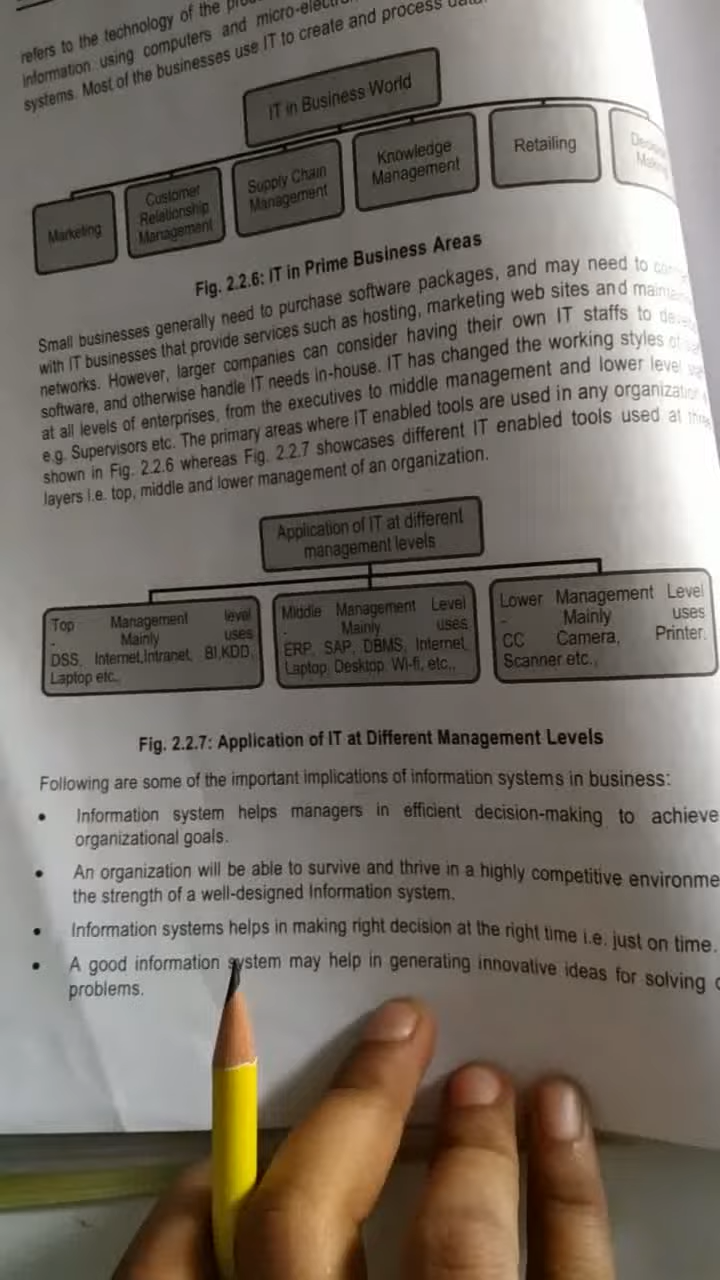 refers to the technology of the
information using computers and
systems. Most of the businesses use IT to create and process data.
IT in Business World
Marketing
Customer
Relationship
Management
Supply Chain
Management
Knowledge
Management
Retailing
Decision
Making
Fig. 2.2.6: IT in Prime Business Areas
Small businesses generally need to purchase software packages, and may need to
with IT businesses that provide services such as hosting, marketing web sites and
networks. However, larger companies can consider having their own IT staffs to
software, and otherwise handle IT needs in-house. IT has changed the working styles of
at all levels of enterprises, from the executives to middle management and lower level
e.g. Supervisors etc. The primary areas where IT enabled tools are used in any organization
shown in Fig. 2.2.6 whereas Fig. 2.2.7 showcases different IT enabled tools used at
layers i.e. top, middle and lower management of an organization.
Application of IT at different
management levels
Top Management level
- Mainly uses
DSS, Internet,Intranet, BI,KDD,
Laptop etc.
Middle Management Level
- Mainly uses
ERP, SAP, DBMS, Internet,
Laptop, Desktop, Wi-fi, etc.,
Lower Management Level
- Mainly uses
CC Camera, Printer,
Scanner etc.,
Fig. 2.2.7: Application of IT at Different Management Levels
Following are some of the important implications of information systems in business:
• Information system helps managers in efficient decision-making to achieve
organizational goals.
• An organization will be able to survive and thrive in a highly competitive
the strength of a well-designed Information system.
• Information systems helps in making right decision at the right time i.e. just on time.
• A good information system may help in generating innovative ideas for solving
problems.